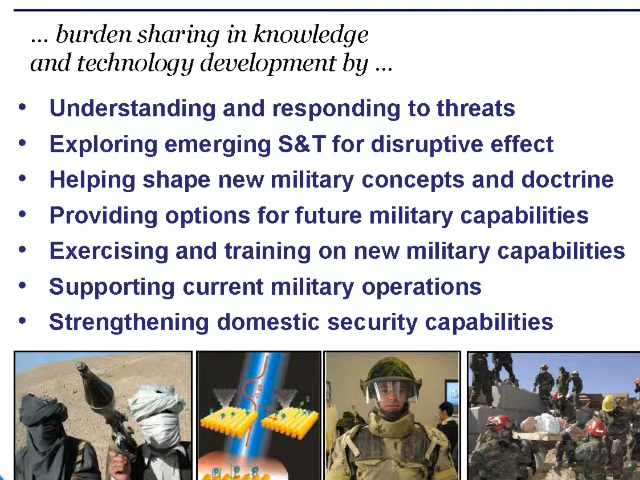 ... burden sharing in knowledge
and technology development by ...
• Understanding and responding to threats
• Exploring emerging S&T for disruptive effect
• Helping shape new military concepts and doctrine
• Providing options for future military capabilities
• Exercising and training on new military capabilities
• Supporting current military operations
• Strengthening domestic security capabilities